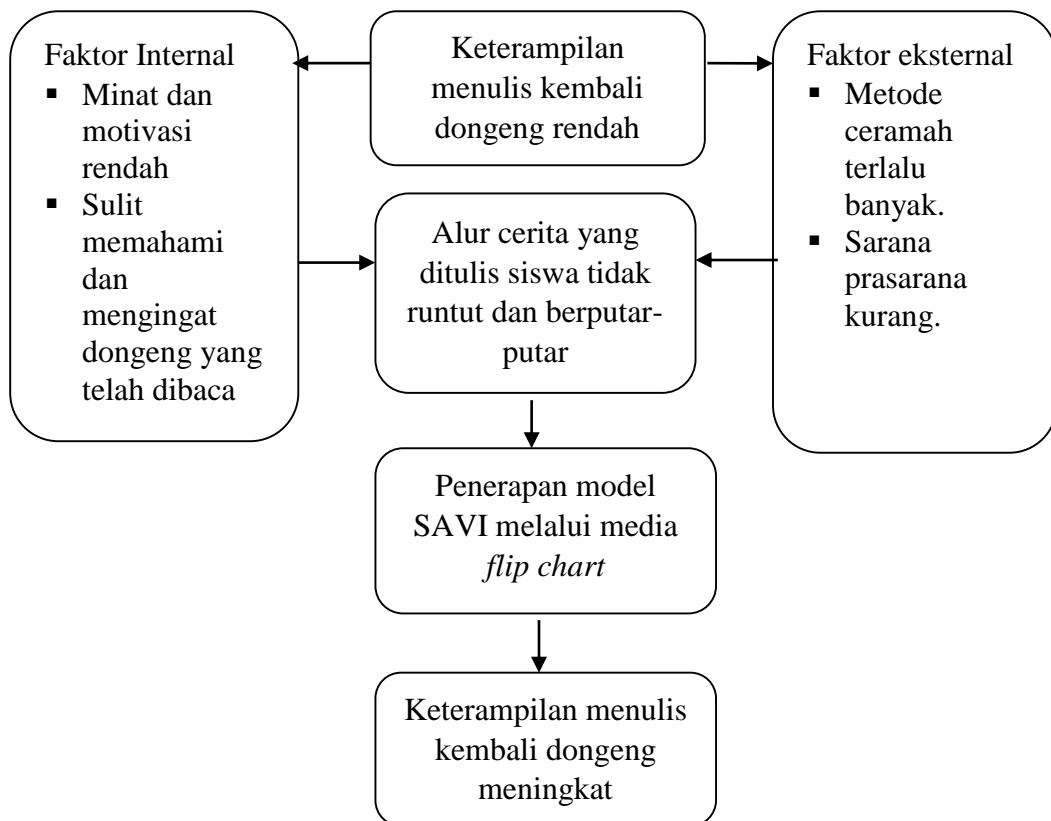 Faktor Internal
▪ Minat dan
motivasi
rendah
▪ Sulit
memahami
dan
mengingat
dongeng yang
telah dibaca
Keterampilan
menulis kembali
dongeng rendah
Faktor eksternal
▪ Metode
ceramah
terlalu
banyak.
▪ Sarana
prasarana
kurang.
Alur cerita yang
ditulis siswa tidak
runtut dan berputar-
putar
Penerapan model
SAVI melalui media
flip chart
Keterampilan menulis
kembali dongeng
meningkat